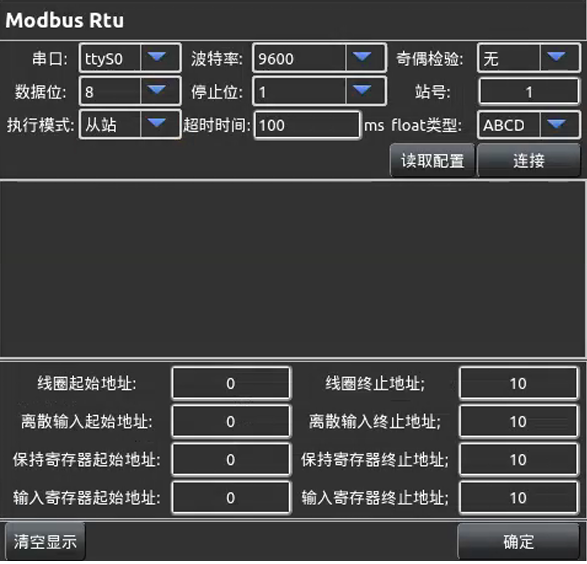 Modbus Rtu
串口: ttyS0 波特率: 9600 奇偶检验: 无
数据位: 8 停止位: 1 站号: 1
执行模式: 从站 超时时间: 100 ms float类型: ABCD
读取配置 连接
线圈起始地址: 0 线圈终止地址; 10
离散输入起始地址: 0 离散输入终止地址; 10
保持寄存器起始地址: 0 保持寄存器终止地址; 10
输入寄存器起始地址: 0 输入寄存器终止地址; 10
清空显示 确定